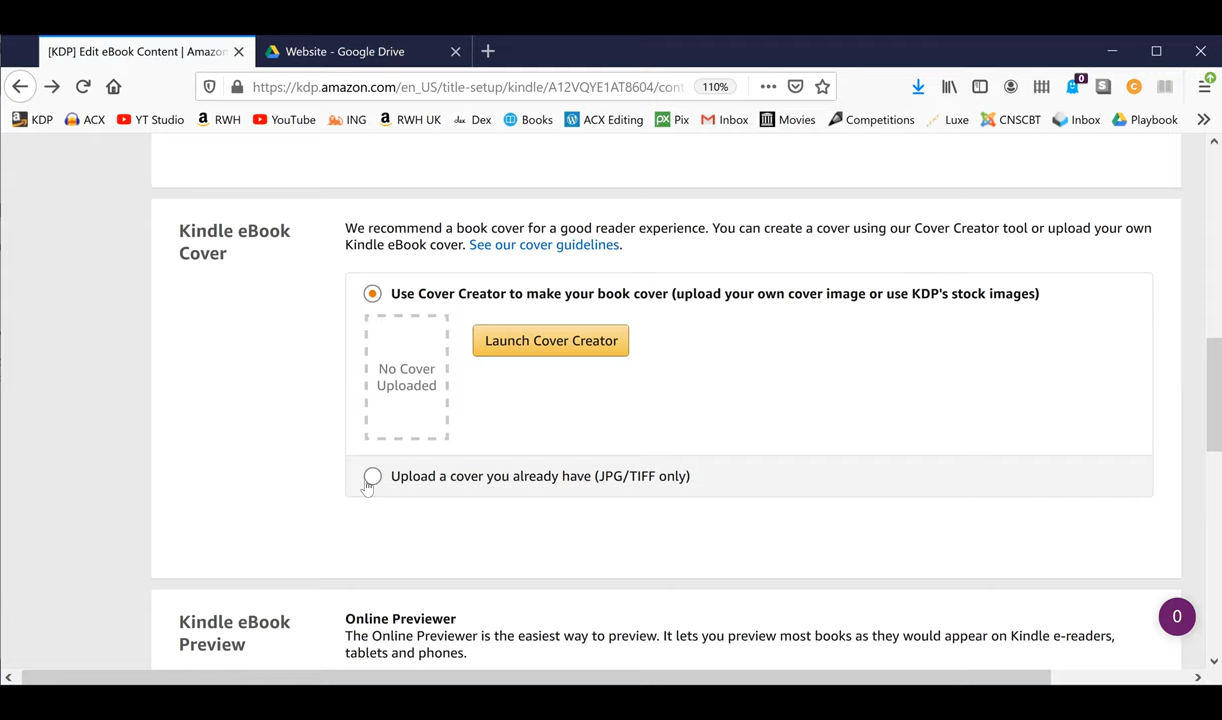 [KDP] Edit eBook Content | Amazon
Website - Google Drive
https://kdp.amazon.com/en_US/title-setup/kindle/A12VQYE1AT8604/cont
110%
0
KDP
ACX
YT Studio
RWH
YouTube
ING
RWH UK
dex
Dex
Books
ACX Editing
px
Pix
Inbox
Movies
Competitions
Luxe
CNSCBT
Inbox
Playbook
Kindle eBook
Cover
We recommend a book cover for a good reader experience. You can create a cover using our Cover Creator tool or upload your own
Kindle eBook cover. See our cover guidelines.
Use Cover Creator to make your book cover (upload your own cover image or use KDP's stock images)
No Cover
Uploaded
Launch Cover Creator
Upload a cover you already have (JPG/TIFF only)
Kindle eBook
Preview
Online Previewer
The Online Previewer is the easiest way to preview. It lets you preview most books as they would appear on Kindle e-readers,
tablets and phones.
0